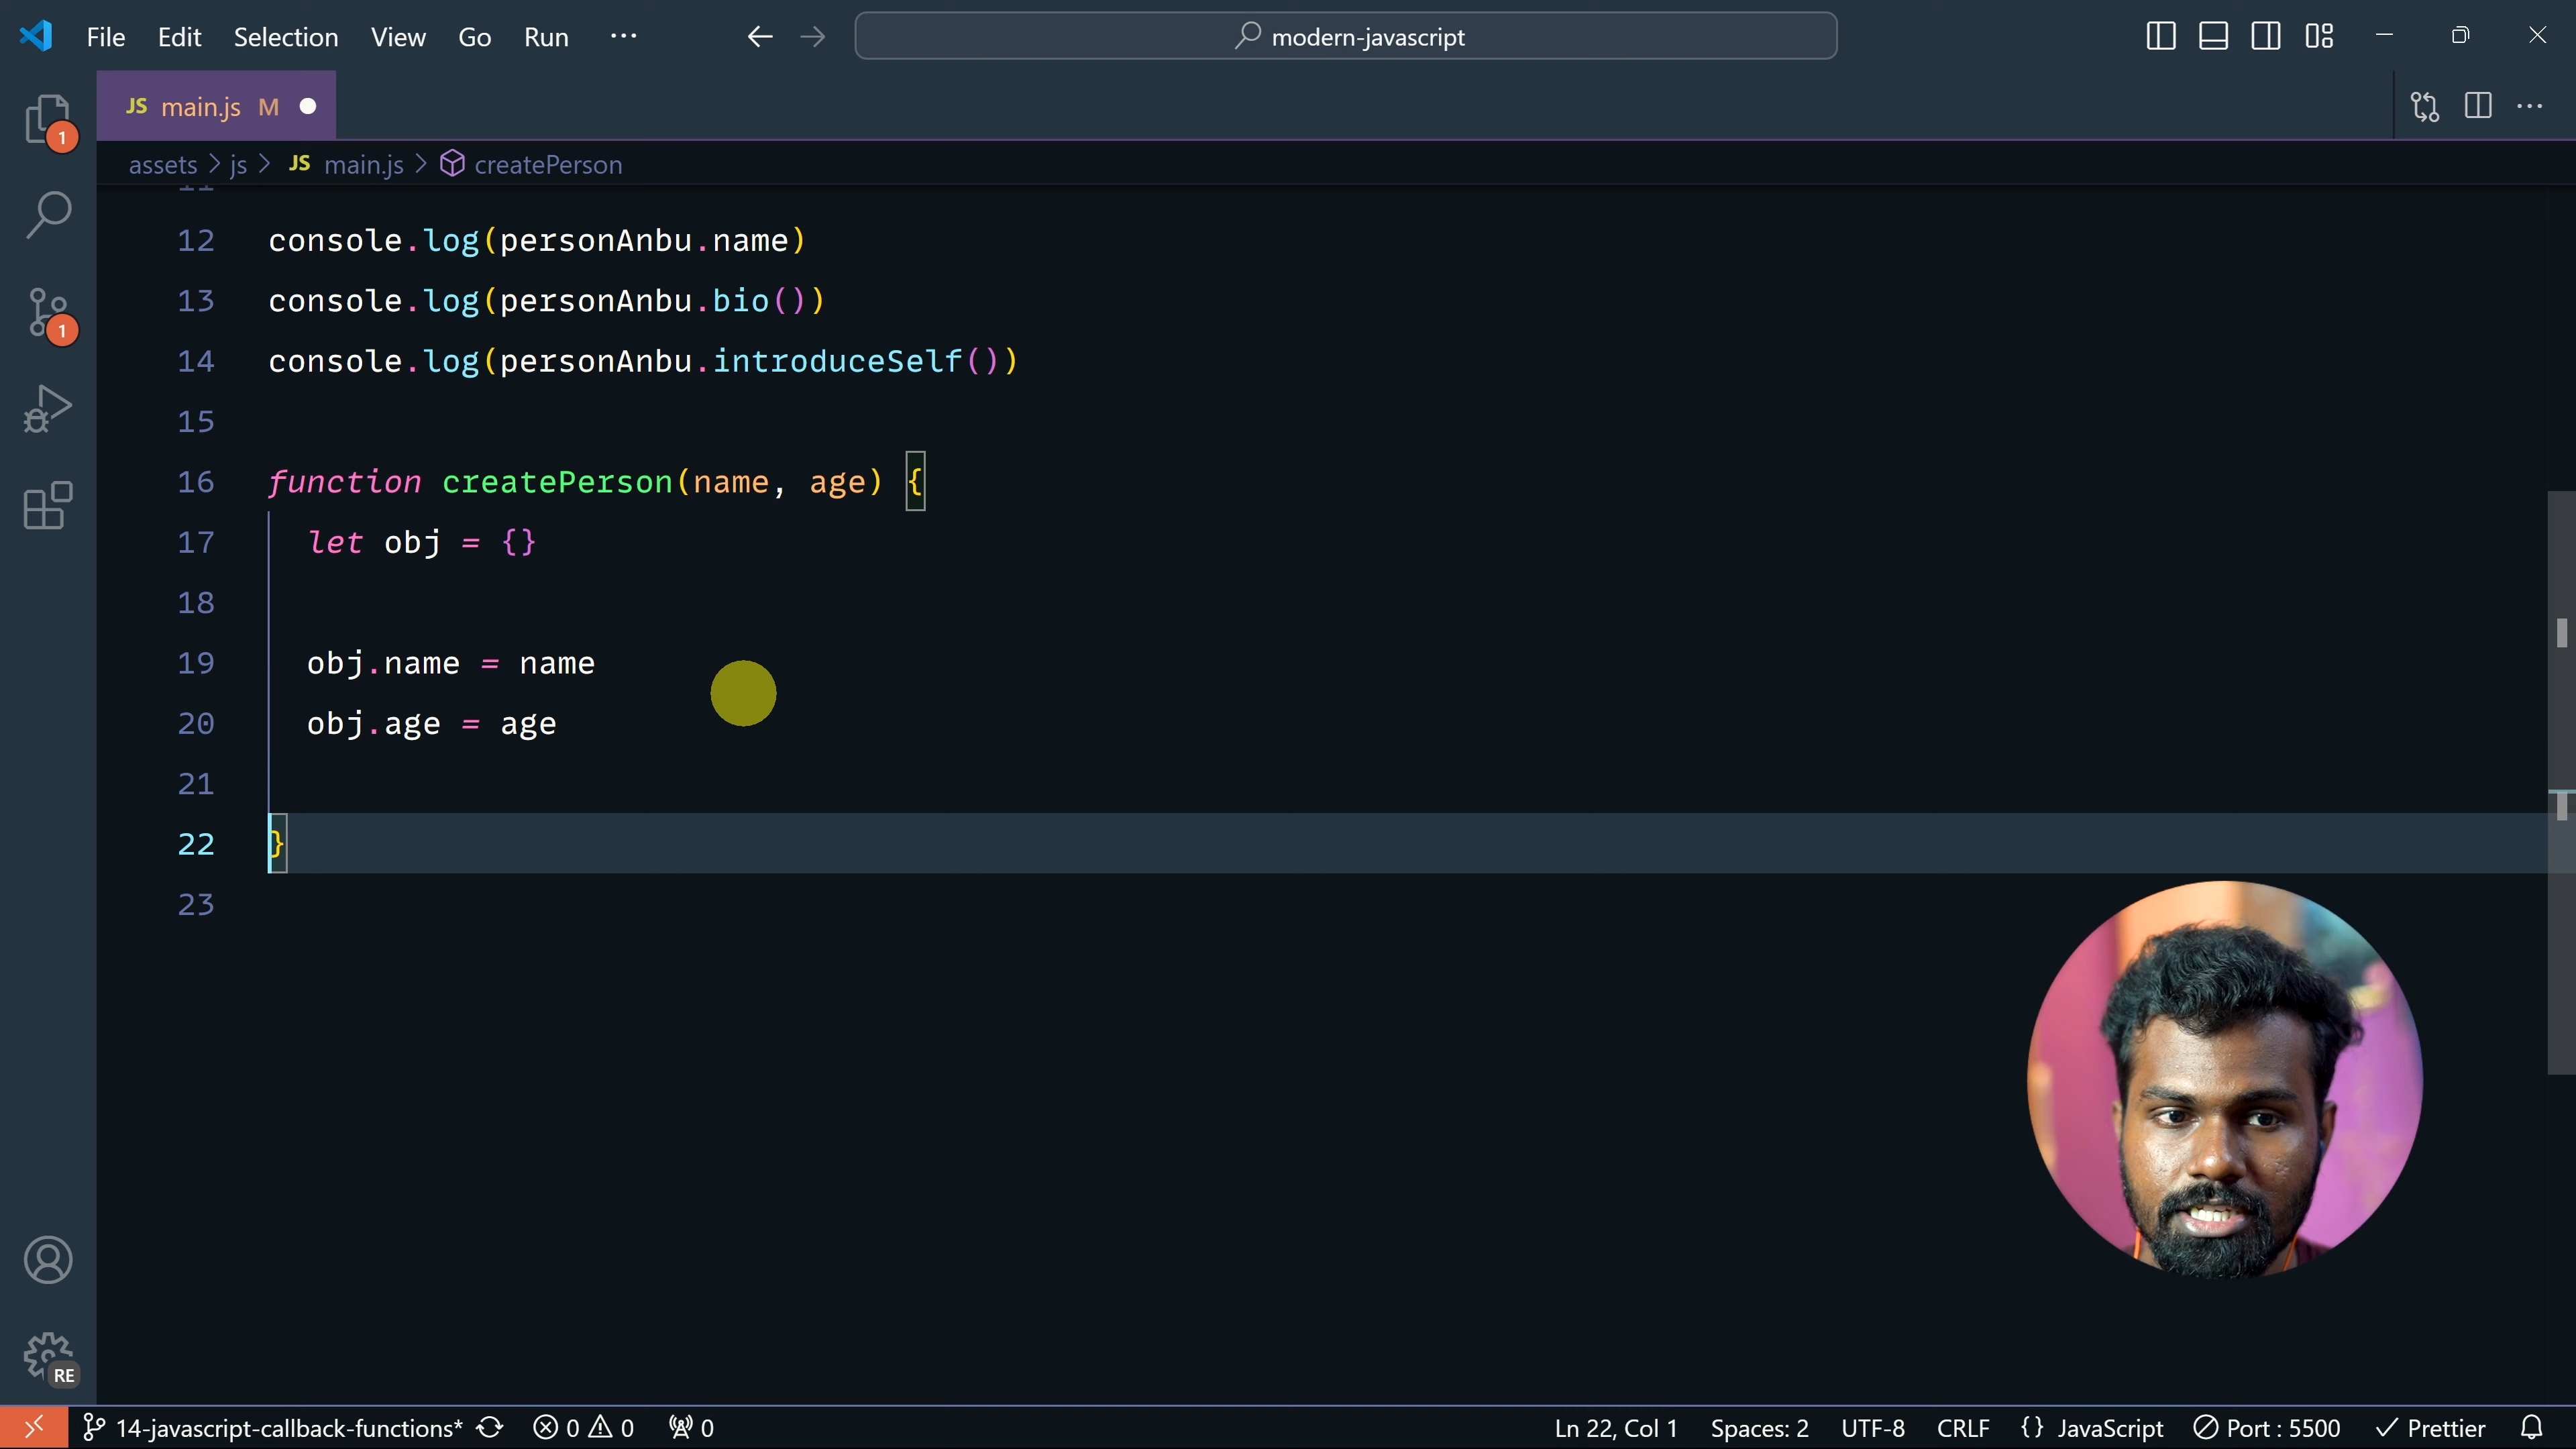 File Edit Selection View Go Run ···
modern-javascript
JS main.js M
assets > js > JS main.js > createPerson
1
12 console.log(personAnbu.name)
13 console.log(personAnbu.bio())
14 console.log(personAnbu.introduceSelf())
15
1
16 function createPerson(name, age) {
17 let obj = {}
18
19 obj.name = name
20 obj.age = age
21
22 }
23
RE
14-javascript-callback-functions* 0 0 0 Ln 22, Col 1 Spaces: 2 UTF-8 CRLF {} JavaScript Port : 5500 Prettier